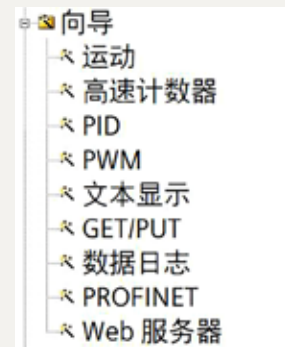 向导
运动
高速计数器
PID
PWM
文本显示
GET/PUT
数据日志
PROFINET
Web 服务器